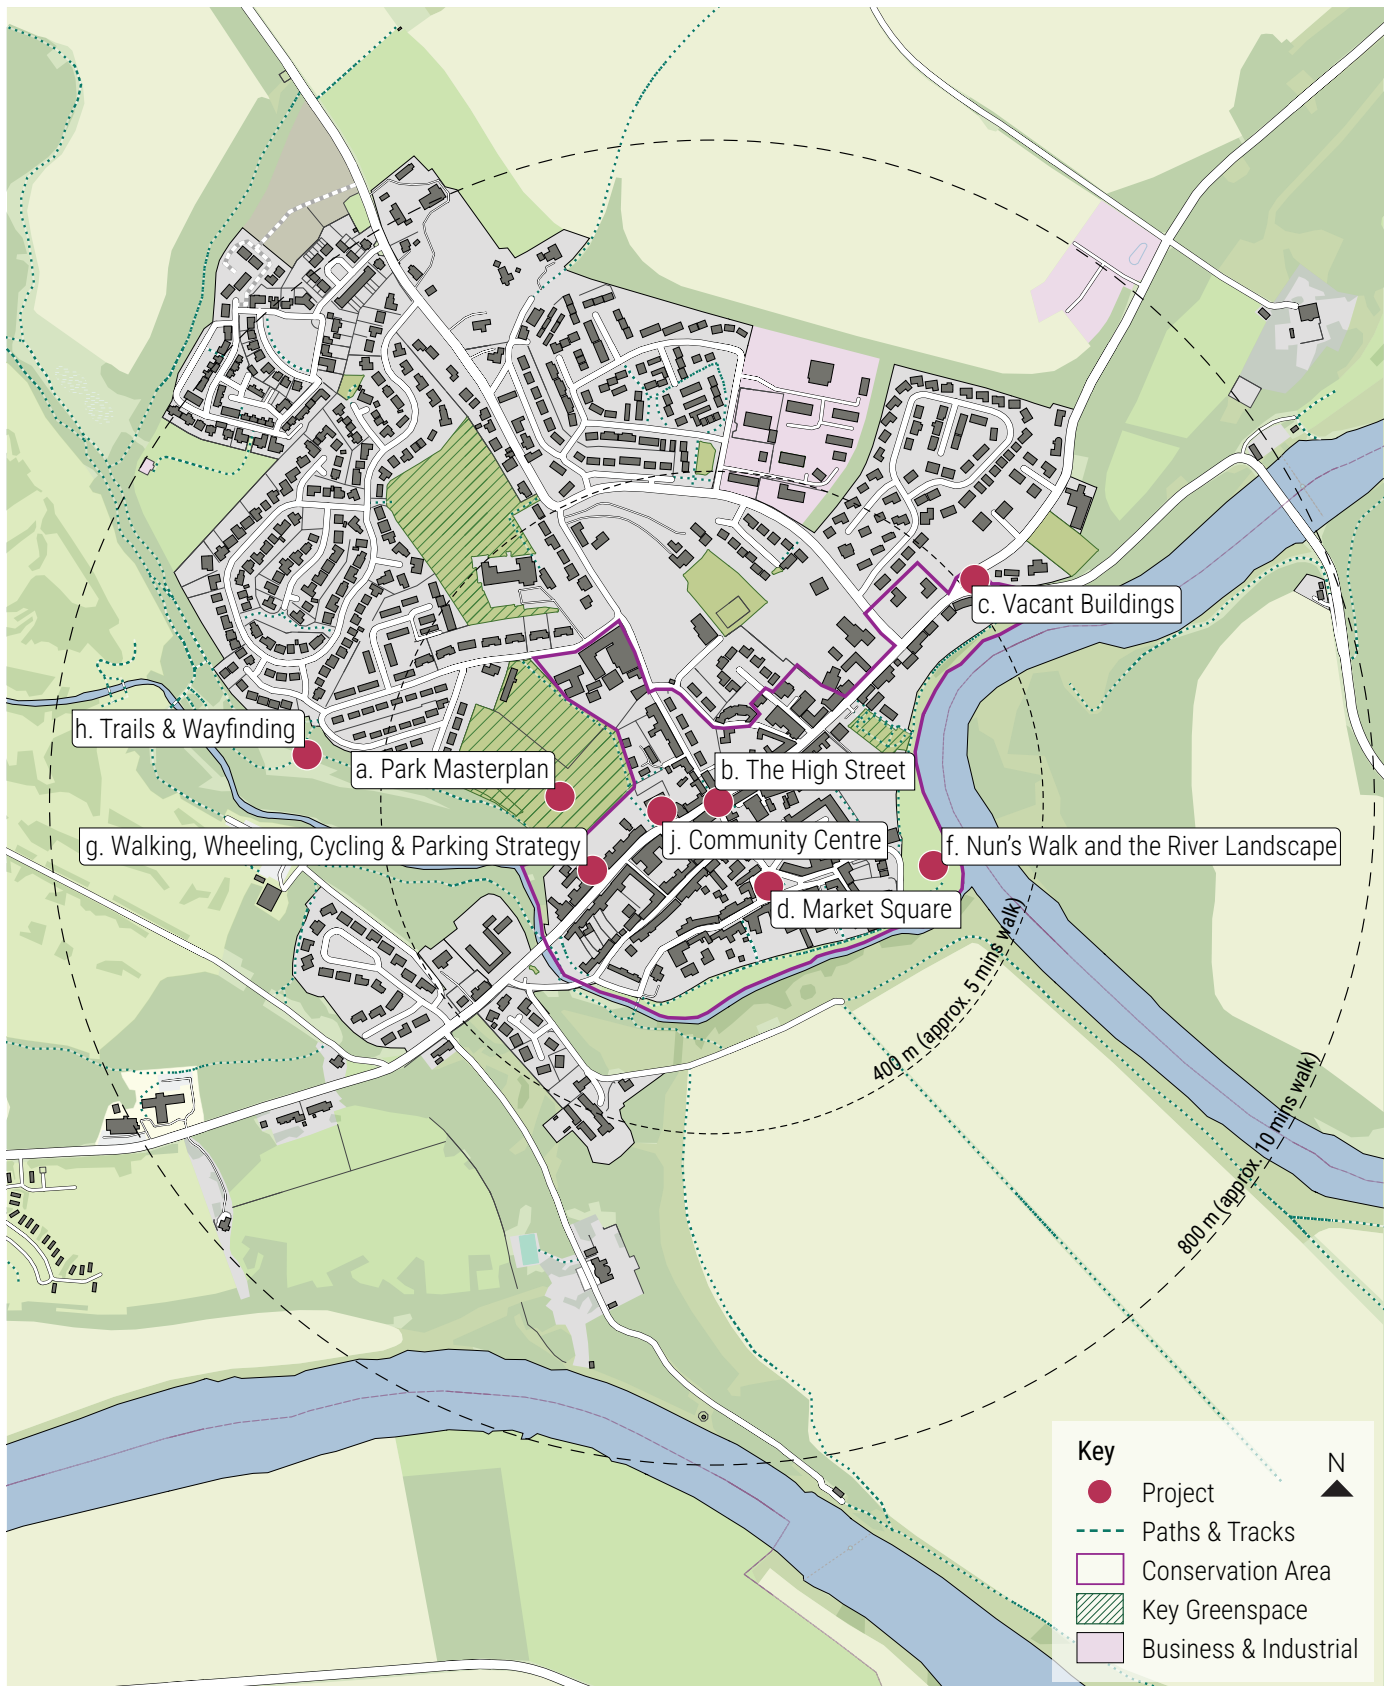 c. Vacant Buildings
h. Trails & Wayfinding
a. Park Masterplan
b. The High Street
g. Walking, Wheeling, Cycling & Parking Strategy
j. Community Centre
f. Nun's Walk and the River Landscape
d. Market Square
400 m (approx. 5 mins walk)
800 m (approx. 10 mins walk)
Key
N
Project
Paths & Tracks
Conservation Area
Key Greenspace
Business & Industrial